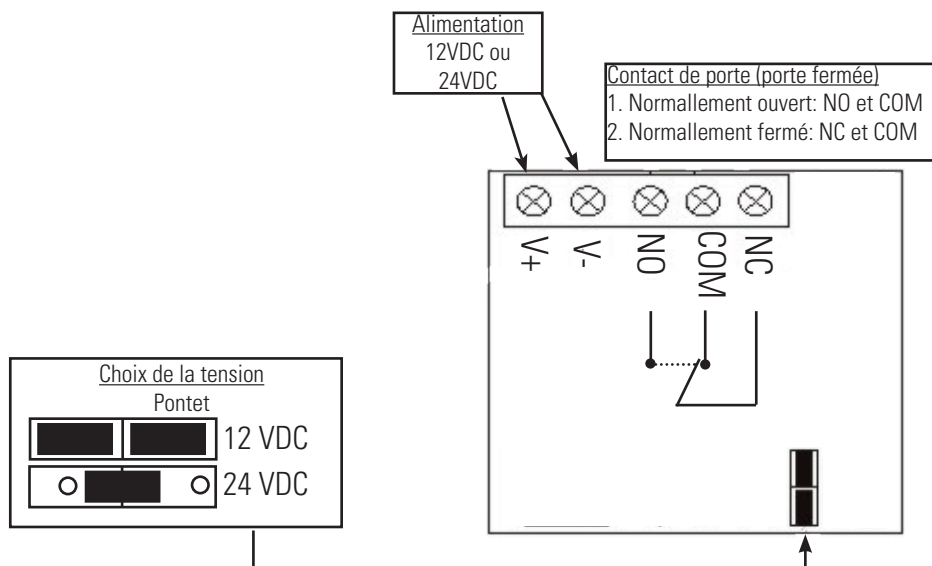 Alimentation
12VDC ou
24VDC
Contact de porte (porte fermée)
1. Normallement ouvert: NO et COM
2. Normallement fermé: NC et COM
V+
V-
NO
COM
NC
Choix de la tension
Pontet
12 VDC
24 VDC